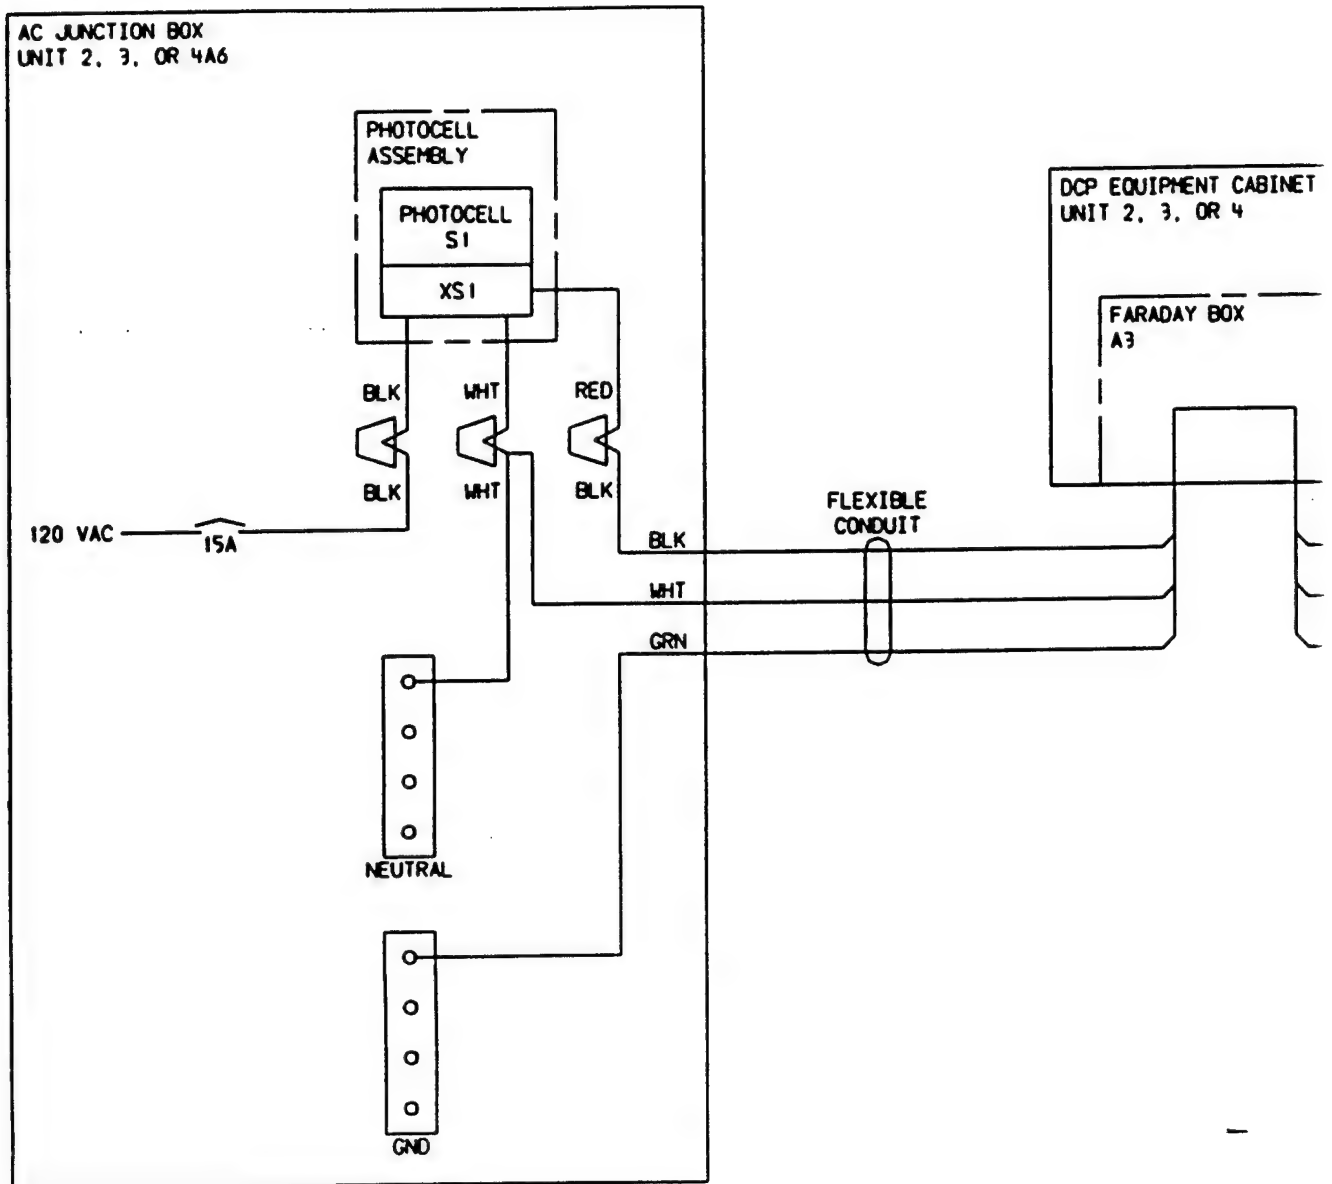 AC JUNCTION BOX
UNIT 2, 3, OR 4A6
PHOTOCELL
ASSEMBLY
PHOTOCELL
S1
XS1
DCP EQUIPMENT CABINET
UNIT 2, 3, OR 4
FARADAY BOX
A3
BLK
WHT
RED
BLK
WHT
BLK
FLEXIBLE
CONDUIT
120 VAC
15A
BLK
WHT
GRN
NEUTRAL
GND